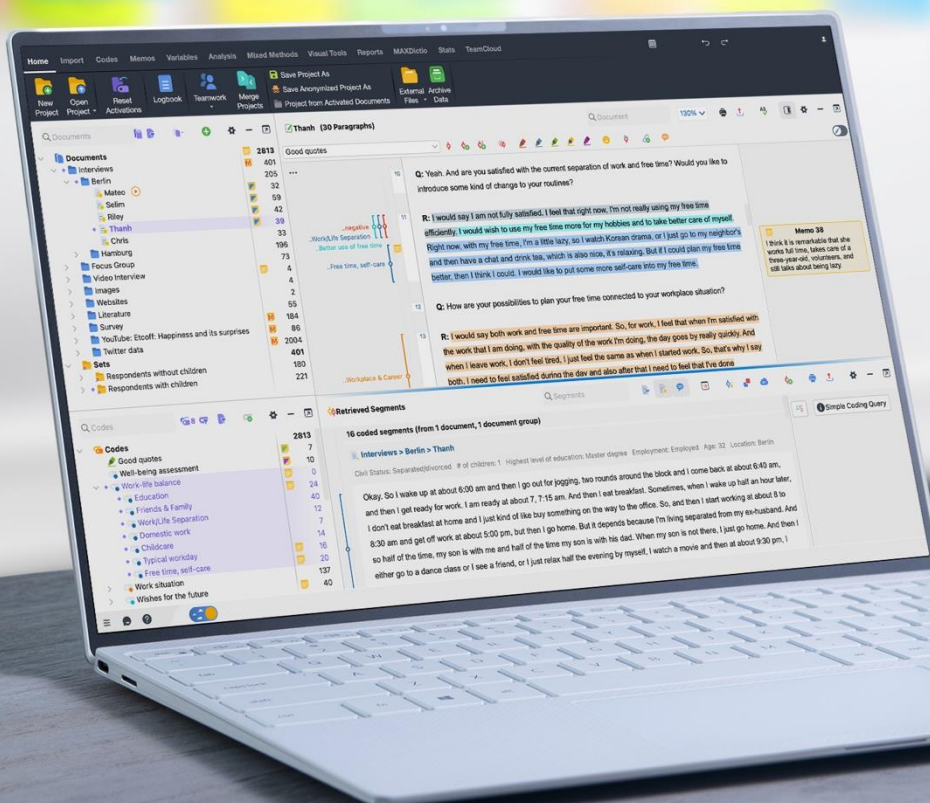 Home Import Codes Memos Variables Analysis Mixed Methods Visual Tools Reports MAXDictio Stats TeamCloud
New Project
Open Project
Reset Activations
Logbook
Teamwork
Merge Projects
Save Project As
Save Anonymized Project As
Project from Activated Documents
External Files
Archive Data
Documents
Documents 2813
Interviews 401
Berlin 205
Mateo 32
Selim 59
Riley 42
Thanh 39
Chris 33
Hamburg 196
Focus Group 73
Video Interview 4
Images 4
Websites 2
Literature 55
Survey 184
YouTube: Etcoff: Happiness and its surprises 86
Twitter data 2004
Sets 401
Respondents without children 180
Respondents with children 221
Thanh (30 Paragraphs)
Document
130%
Good quotes
...
10
Q: Yeah. And are you satisfied with the current separation of work and free time? Would you like to
introduce some kind of change to your routines?
11
R: I would say I am not fully satisfied. I feel that right now, I'm not really using my free time
efficiently. I would wish to use my free time more for my hobbies and to take better care of myself.
Right now, with my free time, I'm a little lazy, so I watch Korean drama, or I just go to my neighbor's
and then have a chat and drink tea, which is also nice, it's relaxing. But if I could plan my free time
better, then I think I could. I would like to put some more self-care into my free time.
..negative
..Work/Life Separation
..Better use of free time
..Free time, self-care
Memo 38
I think it is remarkable that she
works full time, takes care of a
three-year-old, volunteers, and
still talks about being lazy.
12
Q: How are your possibilities to plan your free time connected to your workplace situation?
13
R: I would say both work and free time are important. So, for work, I feel that when I'm satisfied with
the work that I am doing, with the quality of the work I'm doing, the day goes by really quickly. And
when I leave work, I don't feel tired, I just feel the same as when I started work. So, that's why I say
both, I need to feel satisfied during the day and also after that I need to feel that I've done
..Workplace & Career
Codes
8
Codes 2813
Good quotes 7
Well-being assessment 10
Work-life balance 0
Education 24
Friends & Family 40
Work/Life Separation 12
Domestic work 7
Childcare 14
Typical workday 16
Free time, self-care 20
Work situation 137
Wishes for the future 40
Retrieved Segments
Segments
16 coded segments (from 1 document, 1 document group)
Simple Coding Query
Interviews > Berlin > Thanh
Civil Status: Separated/divorced # of children: 1 Highest level of education: Master degree Employment: Employed Age: 32 Location: Berlin
Okay. So I wake up at about 6:00 am and then I go out for jogging, two rounds around the block and I come back at about 6:40 am,
and then I get ready for work. I am ready at about 7, 7:15 am. And then I eat breakfast. Sometimes, when I wake up half an hour later,
I don't eat breakfast at home and I just kind of like buy something on the way to the office. So, and then I start working at about 8 to
8:30 am and get off work at about 5:00 pm, but then I go home. But it depends because I'm living separated from my ex-husband. And
so half of the time, my son is with me and half of the time my son is with his dad. When my son is not there, I just go home. And then I
either go to a dance class or I see a friend, or I just relax half the evening by myself, I watch a movie and then at about 9:30 pm, I